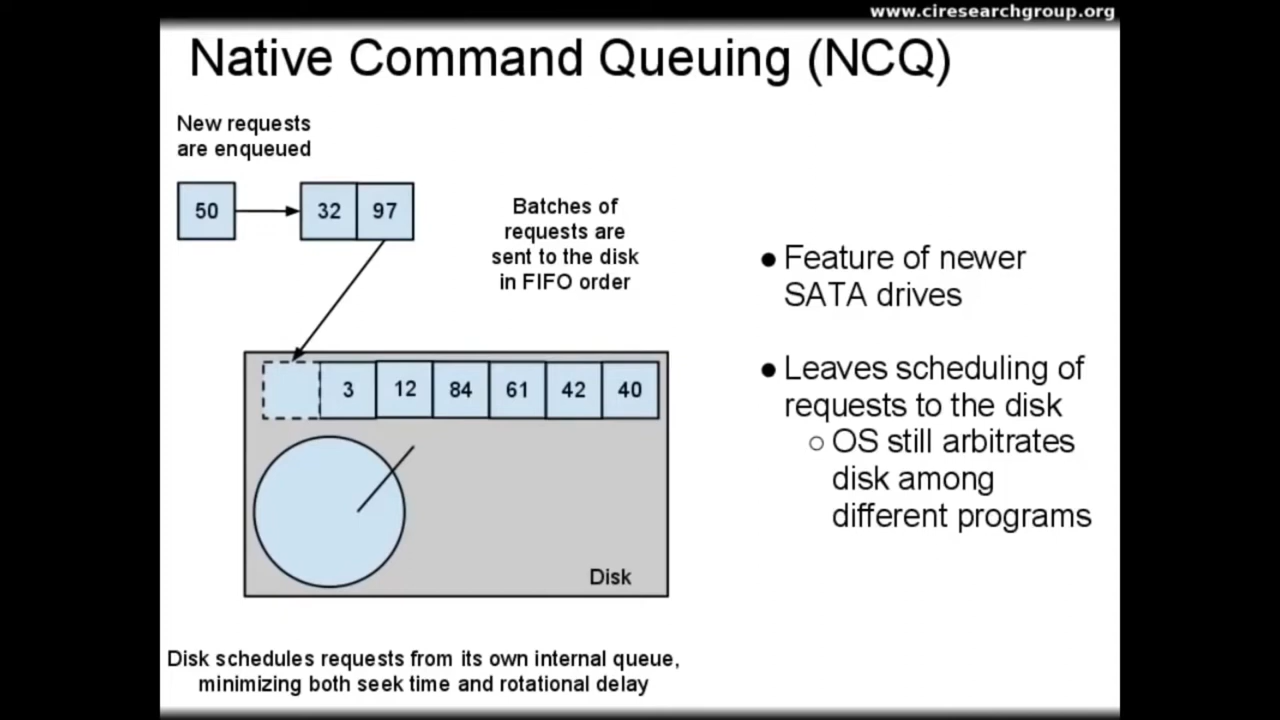 www.ciresearchgroup.org
Native Command Queuing (NCQ)
New requests
are enqueued
50
32 97
Batches of
requests are
sent to the disk
in FIFO order
3 12 84 61 42 40
Disk
Disk schedules requests from its own internal queue,
minimizing both seek time and rotational delay
● Feature of newer
SATA drives
● Leaves scheduling of
requests to the disk
○ OS still arbitrates
disk among
different programs